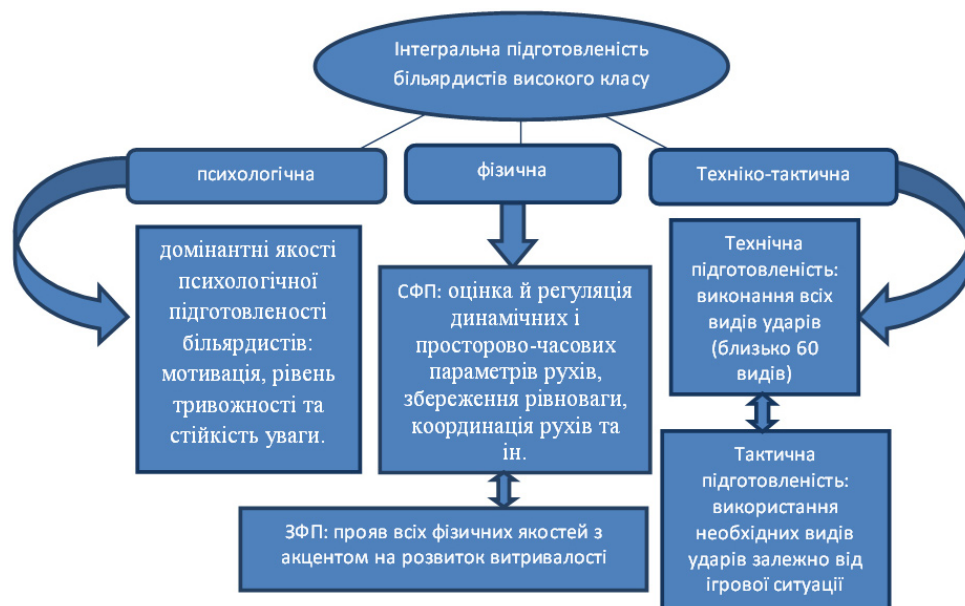 Інтегральна підготовленість
більярдистів високого класу
психологічна
фізична
Техніко-тактична
домінантні якості
психологічної
підготовленості
більярдистів:
мотивація, рівень
тривожності та
стійкість уваги.
СФП: оцінка й регуляція
динамічних і
просторово-часових
параметрів рухів,
збереження рівноваги,
координація рухів та
ін.
ЗФП: прояв всіх фізичних якостей з
акцентом на розвиток витривалості
Технічна
підготовленість:
виконання всіх
видів ударів
(близько 60
видів)
Тактична
підготовленість:
використання
необхідних видів
ударів залежно від
ігрової ситуації